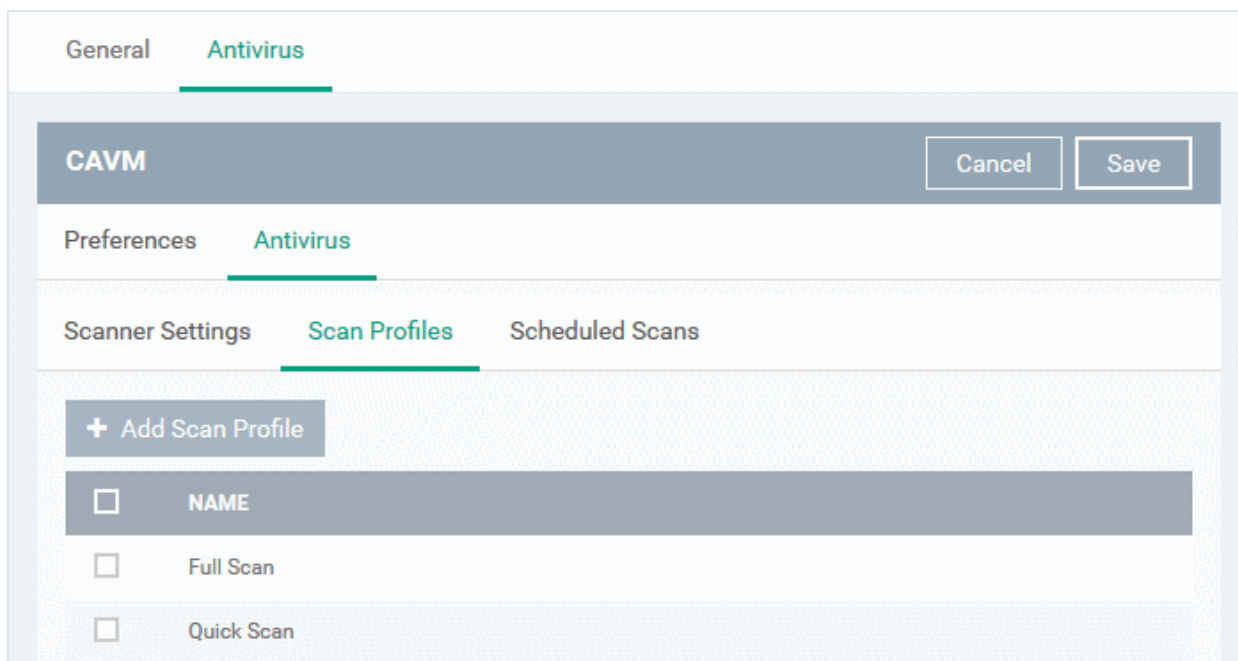 General Antivirus
CAVM Cancel Save
Preferences Antivirus
Scanner Settings Scan Profiles Scheduled Scans
+ Add Scan Profile
NAME
Full Scan
Quick Scan